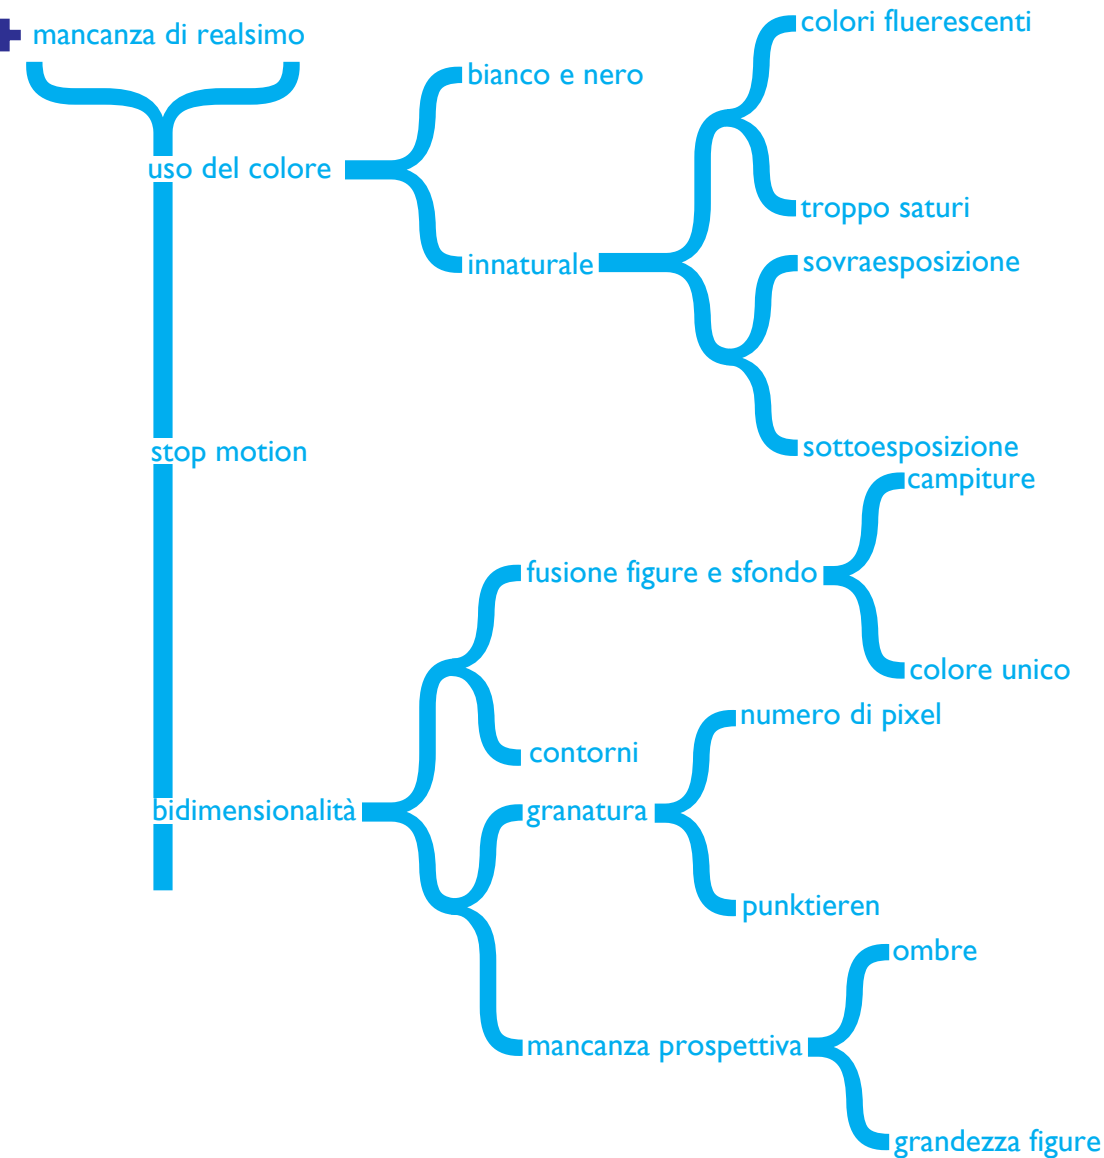 mancanza di realsimo
uso del colore
bianco e nero
innaturale
colori fluerescenti
troppo saturi
sovraesposizione
sottoesposizione
stop motion
bidimensionalità
fusione figure e sfondo
campiture
colore unico
contorni
granatura
numero di pixel
punktieren
mancanza prospettiva
ombre
grandezza figure